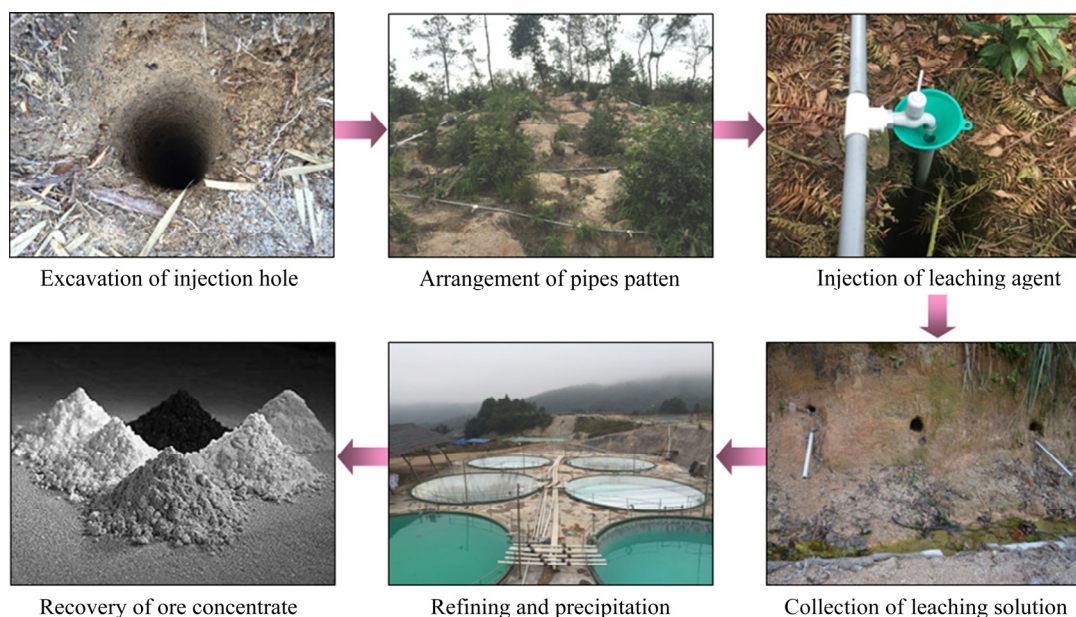 Excavation of injection hole
Arrangement of pipes patten
Injection of leaching agent
Recovery of ore concentrate
Refining and precipitation
Collection of leaching solution